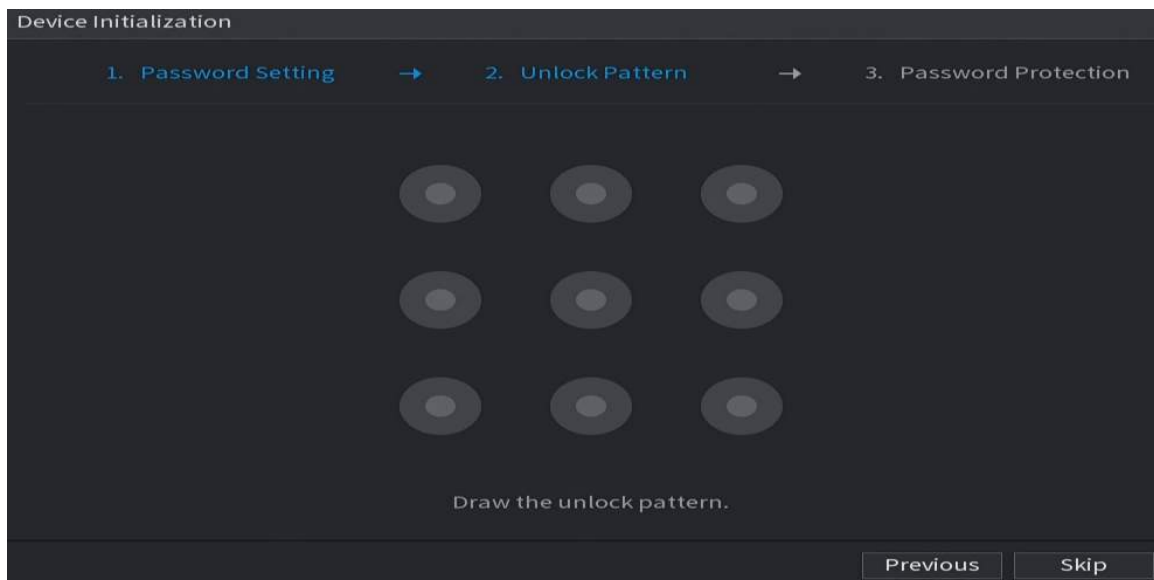 Device Initialization
1. Password Setting → 2. Unlock Pattern → 3. Password Protection
Draw the unlock pattern.
Previous Skip